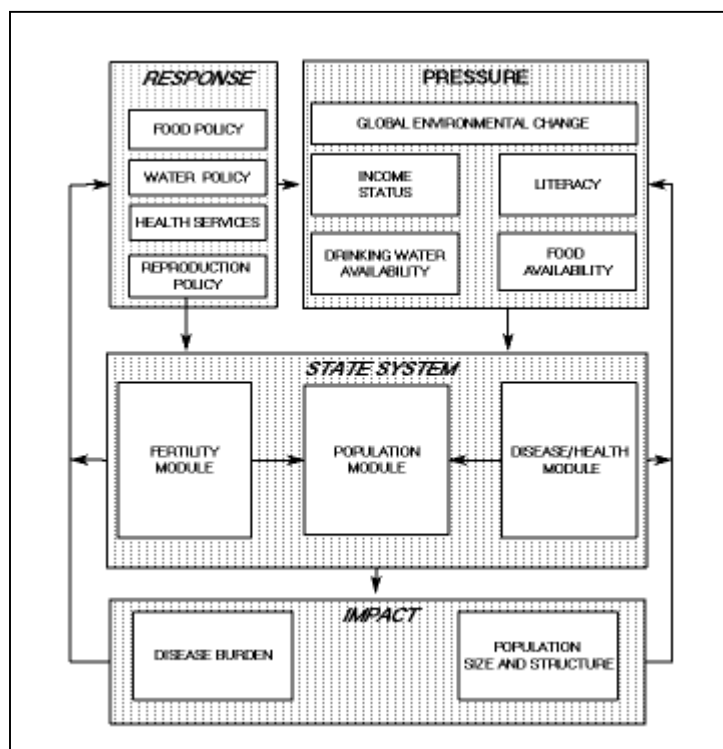 RESPONSE
FOOD POLICY
WATER POLICY
HEALTH SERVICES
REPRODUCTION
POLICY
PRESSURE
GLOBAL ENVIRONMENTAL CHANGE
INCOME
STATUS
LITERACY
DRINKING WATER
AVAILABILITY
FOOD
AVAILABILITY
STATE SYSTEM
FERTILITY
MODULE
POPULATION
MODULE
DISEASE/HEALTH
MODULE
IMPACT
DISEASE BURDEN
POPULATION
SIZE AND STRUCTURE